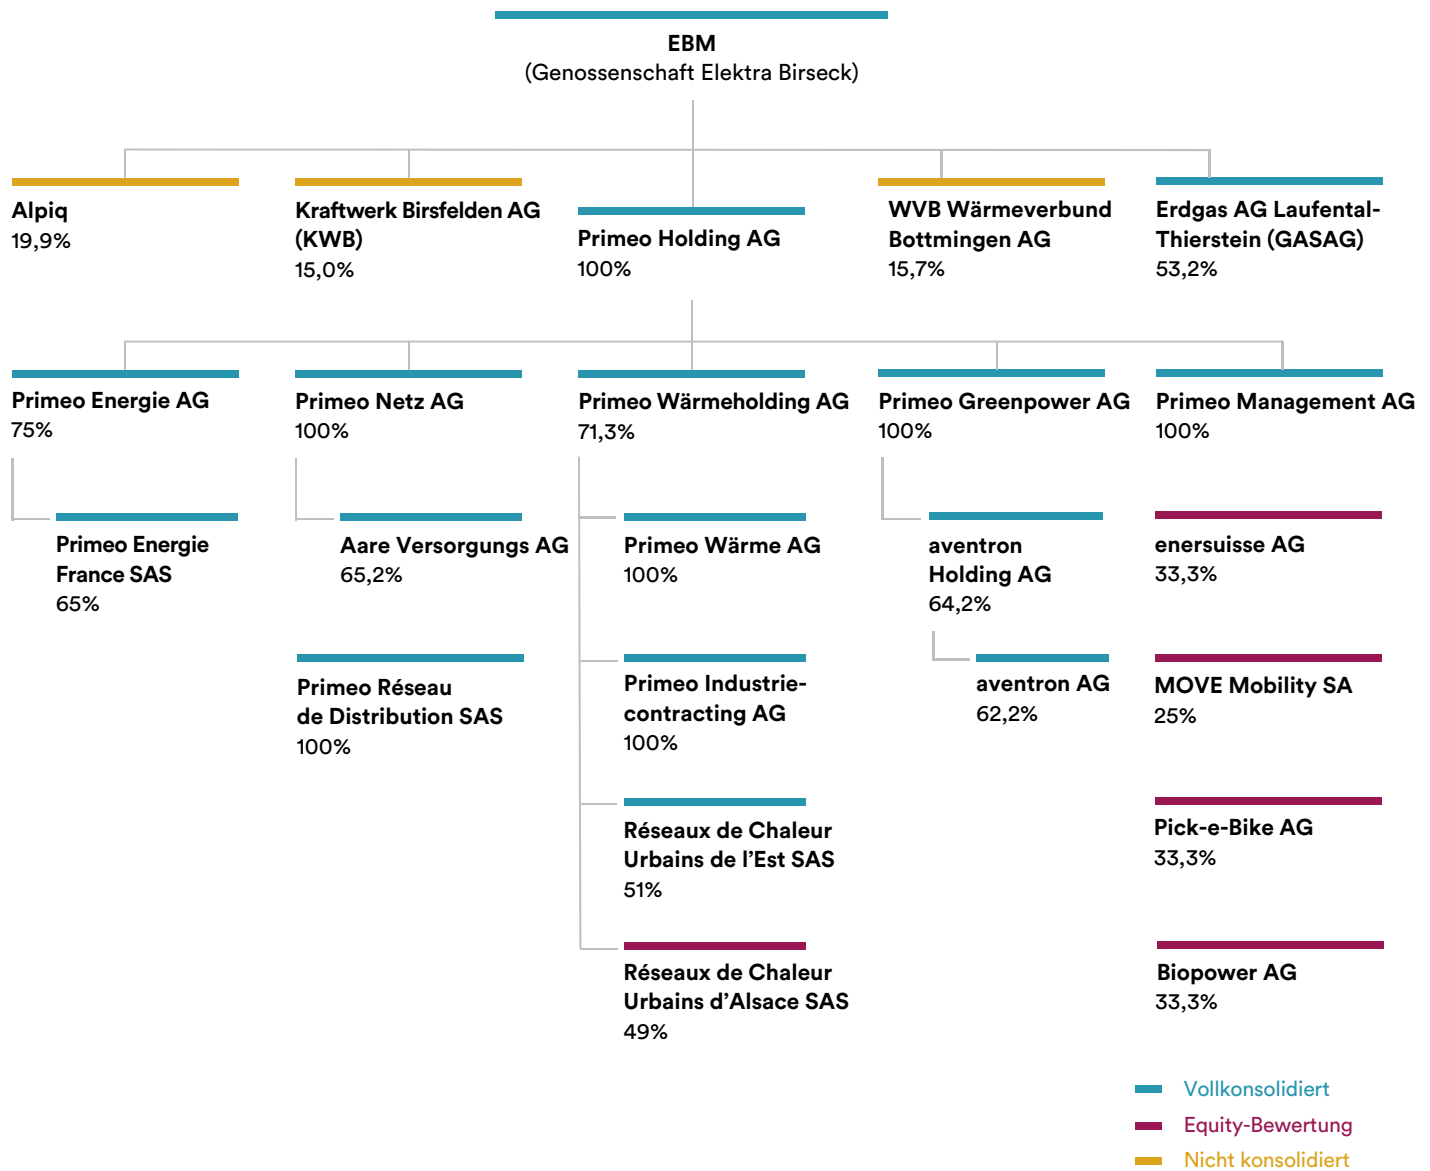 EBM
(Genossenschaft Elektra Birseck)
Alpiq
19,9%
Kraftwerk Birsfelden AG
(KWB)
15,0%
Primeo Holding AG
100%
WVB Wärmeverbund
Bottmingen AG
15,7%
Erdgas AG Laufental-
Thierstein (GASAG)
53,2%
Primeo Energie AG
75%
Primeo Netz AG
100%
Primeo Wärmeholding AG
71,3%
Primeo Greenpower AG
100%
Primeo Management AG
100%
Primeo Energie
France SAS
65%
Aare Versorgungs AG
65,2%
Primeo Wärme AG
100%
aventron
Holding AG
64,2%
enersuisse AG
33,3%
Primeo Réseau
de Distribution SAS
100%
Primeo Industrie-
contracting AG
100%
aventron AG
62,2%
MOVE Mobility SA
25%
Réseaux de Chaleur
Urbains de l’Est SAS
51%
Pick-e-Bike AG
33,3%
Réseaux de Chaleur
Urbains d’Alsace SAS
49%
Biopower AG
33,3%
Vollkonsolidiert
Equity-Bewertung
Nicht konsolidiert